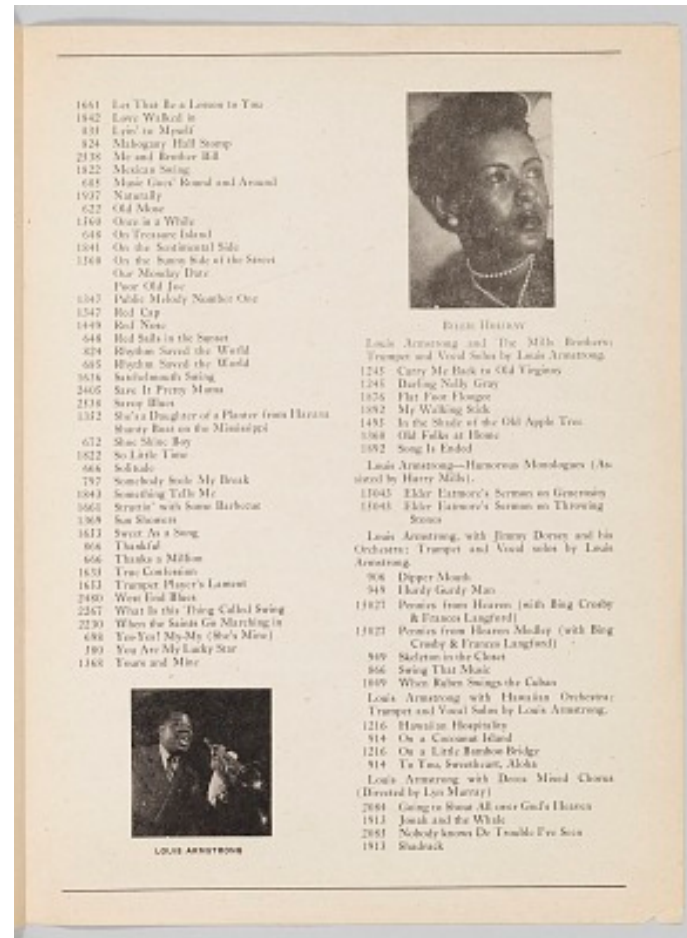 1661 Let That Be a Lesson to You
1842 Love Walked in
835 Lyin' to Myself
824 Mahogany Hall Stomp
2538 Me and Brother Bill
1822 Mexican Swing
685 Music Goes' Round and Around
1937 Naturally
622 Old Mose
1560 Once in a While
648 On Treasure Island
1841 On the Sentimental Side
1560 On the Sunny Side of the Street
Our Monday Date
Poor Old Joe
1347 Public Melody Number One
1347 Red Cap
1449 Red Nose
648 Red Sails in the Sunset
824 Rhythm Saved the World
685 Rhythm Saved the World
1636 Satchelmouth Swing
2405 Save It Pretty Mama
2538 Savoy Blues
1352 She's a Daughter of a Planter from Havana
Shanty Boat on the Mississippi
672 Shoe Shine Boy
1822 So Little Time
666 Solitude
797 Somebody Stole My Break
1843 Something Tells Me
1661 Struttin' with Some Barbecue
1369 Sun Showers
1653 Sweet As a Song
866 Thankful
666 Thanks a Million
1635 True Confession
1653 Trumpet Player's Lament
2480 West End Blues
2267 What Is this Thing Called Swing
2230 When the Saints Go Marching in
698 Yes-Yes! My-My (She's Mine)
580 You Are My Lucky Star
1368 Yours and Mine
LOUIS ARMSTRONG
BILLIE HOLIDAY
Louis Armstrong and The Mills Brothers:
Trumpet and Vocal Solos by Louis Armstrong.
1245 Carry Me Back to Old Virginny
1245 Darling Nelly Gray
1876 Flat Foot Floogee
1892 My Walking Stick
1495 In the Shade of the Old Apple Tree
1360 Old Folks at Home
1892 Song Is Ended
Louis Armstrong—Humorous Monologues (As-
sisted by Harry Mills).
15043 Elder Eatmore's Sermon on Generosity
15043 Elder Eatmore's Sermon on Throwing
Stones
Louis Armstrong, with Jimmy Dorsey and his
Orchestra: Trumpet and Vocal solos by Louis
Armstrong.
906 Dipper Mouth
949 Hurdy Gurdy Man
15027 Pennies from Heaven (with Bing Crosby
& Frances Langford)
15027 Pennies from Heaven Medley (with Bing
Crosby & Frances Langford)
949 Skeleton in the Closet
866 Swing That Music
1049 When Ruben Swings the Cuban
Louis Armstrong with Hawaiian Orchestra:
Trumpet and Vocal Solos by Louis Armstrong.
1216 Hawaiian Hospitality
914 On a Cocoanut Island
1216 On a Little Bamboo Bridge
914 To You, Sweetheart, Aloha
Louis Armstrong with Decca Mixed Chorus
(Directed by Lyn Murray)
2085 Going to Shout All over God's Heaven
1913 Jonah and the Whale
2085 Nobody knows De Trouble I've Seen
1913 Shadrack